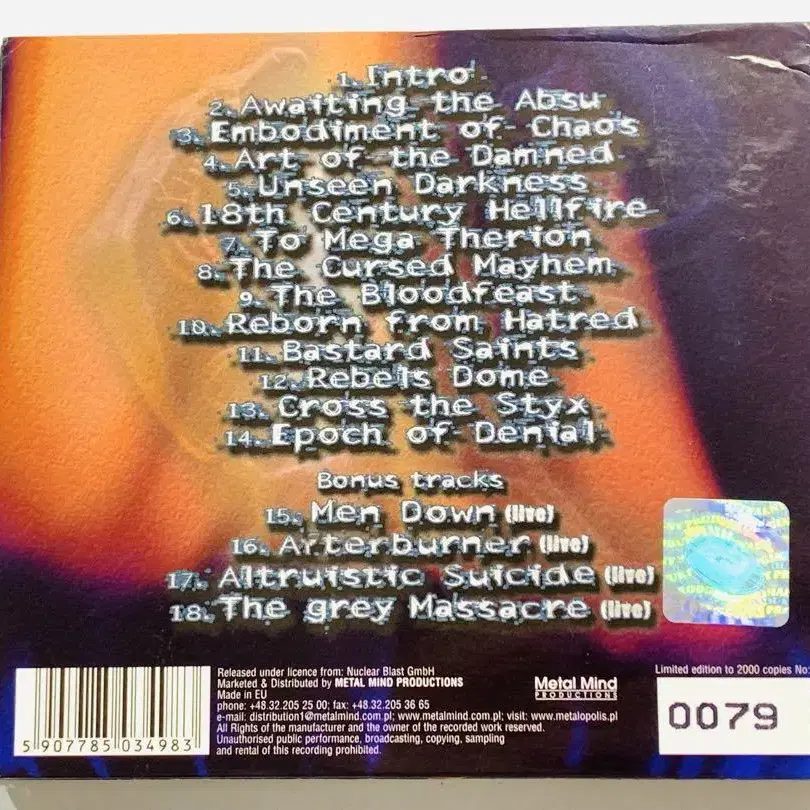 1. Intro
2. Awaiting the Absu
3. Embodiment of Chaos
4. Art of the Damned
5. Unseen Darkness
6. 18th Century Hellfire
7. To Mega Therion
8. The Cursed Mayhem
9. The Bloodfeast
10. Reborn from Hatred
11. Bastard Saints
12. Rebels Dome
13. Cross the Styx
14. Epoch of Denial
Bonus tracks
15. Men Down (live)
16. Afterburner (live)
17. Altruistic Suicide (live)
18. The grey Massacre (live)
5 907785 034983
Released under licence from: Nuclear Blast GmbH
Marketed & Distributed by METAL MIND PRODUCTIONS
Made in EU
phone: +48.32.205 25 00; fax: +48.32.205 36 65
e-mail: distribution1@metalmind.com.pl; www.metalmind.com.pl; visit: www.metalopolis.pl
All Rights of the manufacturer and the owner of the recorded work reserved.
Unauthorised public performance, broadcasting, copying, sampling
and rental of this recording prohibited.
Metal Mind
PRODUCTIONS
Limited edition to 2000 copies No:
0079